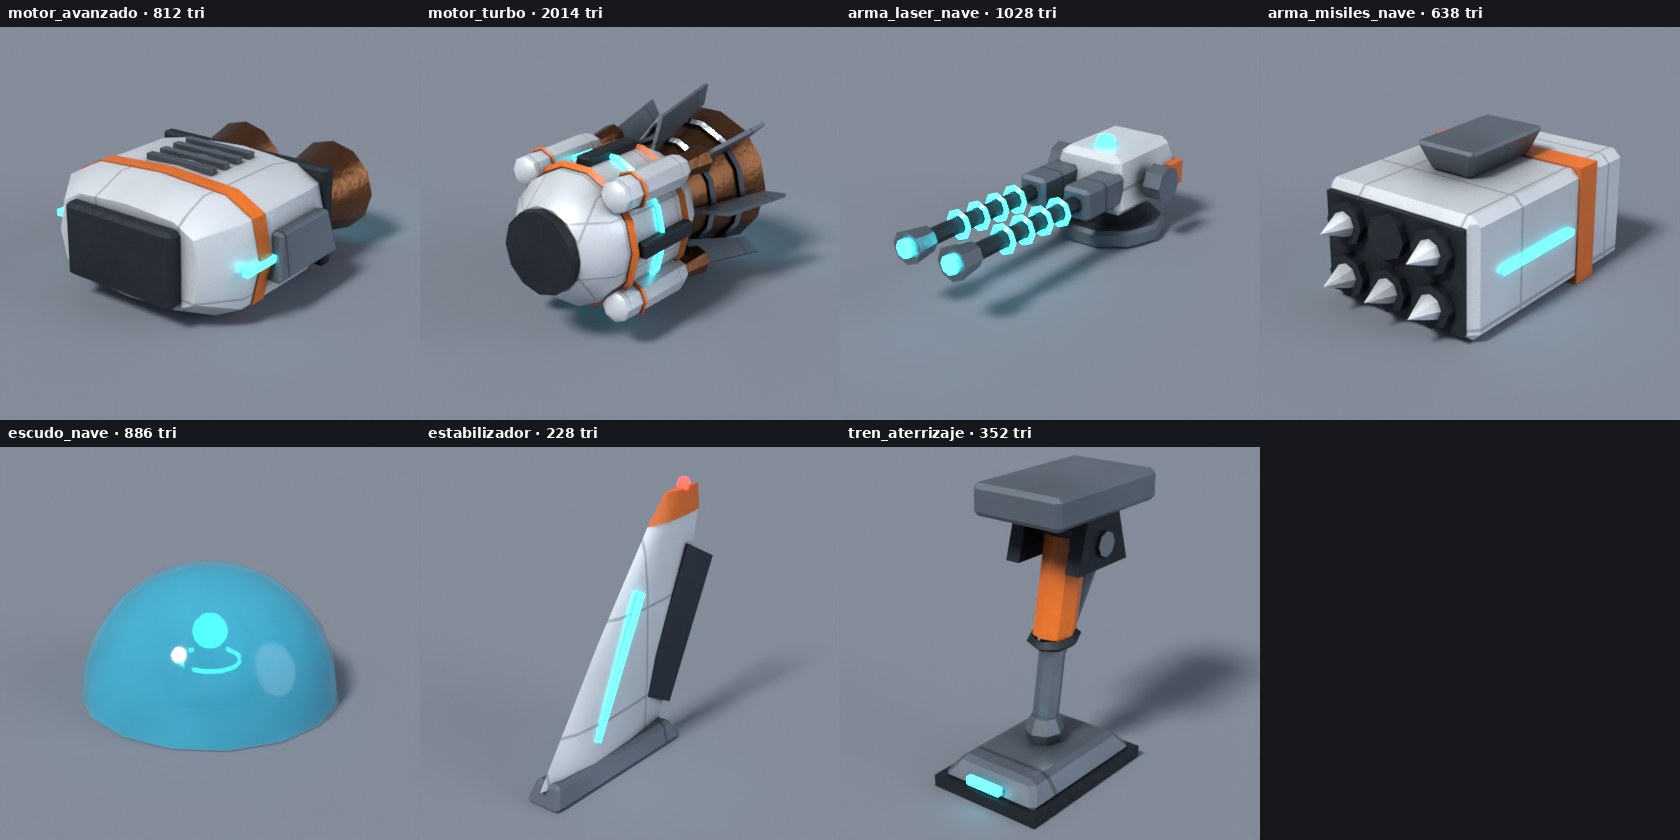 motor_avanzado · 812 tri
motor_turbo · 2014 tri
arma_laser_nave · 1028 tri
arma_misiles_nave · 638 tri
escudo_nave · 886 tri
estabilizador · 228 tri
tren_aterrizaje · 352 tri